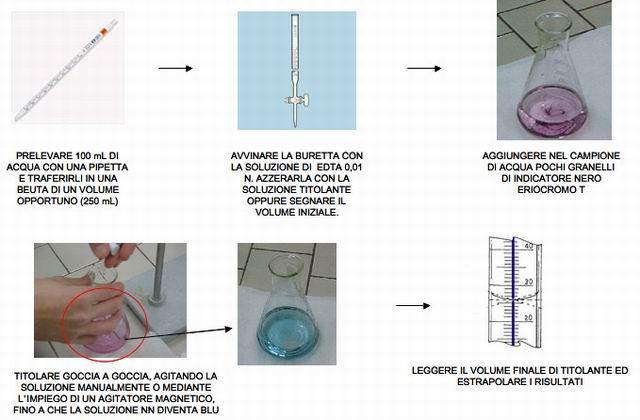 PRELEVARE 100 mL DI
ACQUA CON UNA PIPETTA
E TRAFERIRLI IN UNA
BEUTA DI UN VOLUME
OPPORTUNO (250 mL)
AVVINARE LA BURETTA CON
LA SOLUZIONE DI EDTA 0,01
N. AZZERARLA CON LA
SOLUZIONE TITOLANTE
OPPURE SEGNARE IL
VOLUME INIZIALE.
AGGIUNGERE NEL CAMPIONE
DI ACQUA POCHI GRANELLI
DI INDICATORE NERO
ERIOCROMO T
TITOLARE GOCCIA A GOCCIA, AGITANDO LA
SOLUZIONE MANUALMENTE O MEDIANTE
L'IMPIEGO DI UN AGITATORE MAGNETICO,
FINO A CHE LA SOLUZIONE NN DIVENTA BLU
40
20
20
LEGGERE IL VOLUME FINALE DI TITOLANTE ED
ESTRAPOLARE I RISULTATI